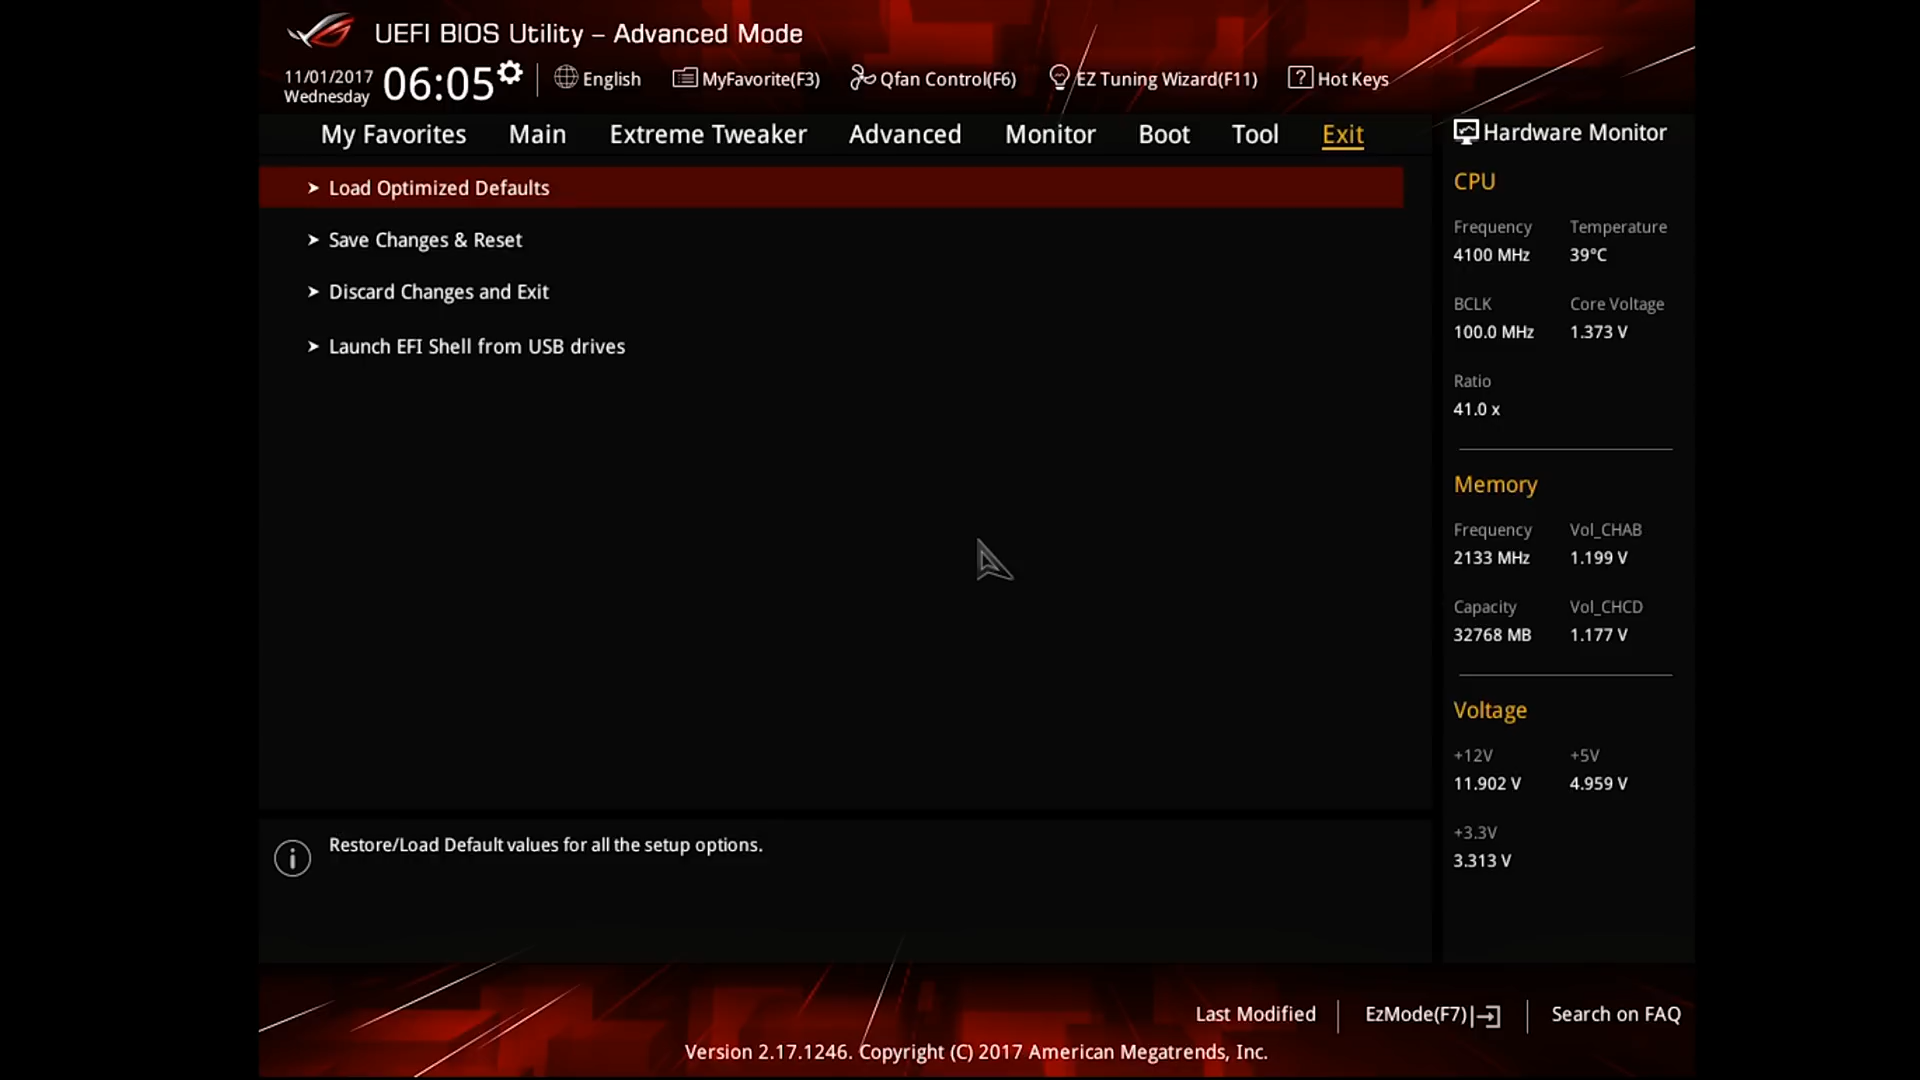 UEFI BIOS Utility – Advanced Mode
11/01/2017
Wednesday
06:05
English
MyFavorite(F3)
Qfan Control(F6)
EZ Tuning Wizard(F11)
? Hot Keys
My Favorites
Main
Extreme Tweaker
Advanced
Monitor
Boot
Tool
Exit
Load Optimized Defaults
Save Changes & Reset
Discard Changes and Exit
Launch EFI Shell from USB drives
Hardware Monitor
CPU
Frequency Temperature
4100 MHz 39°C
BCLK Core Voltage
100.0 MHz 1.373 V
Ratio
41.0 x
Memory
Frequency Vol_CHAB
2133 MHz 1.199 V
Capacity Vol_CHCD
32768 MB 1.177 V
Voltage
+12V +5V
11.902 V 4.959 V
+3.3V
3.313 V
i Restore/Load Default values for all the setup options.
Last Modified
EzMode(F7)
Search on FAQ
Version 2.17.1246. Copyright (C) 2017 American Megatrends, Inc.